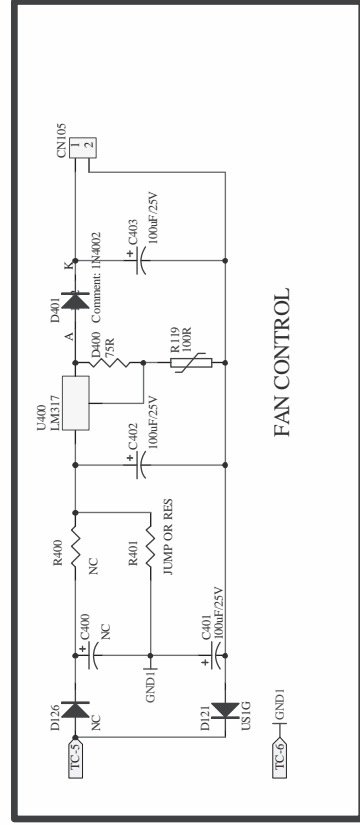 TC-5
D126
NC
+
C400
NC
R400
NC
GND1
R401
JUMP OR RES
D121
US1G
+
C401
100uF/25V
TC-6
GND1
U400
LM317
+
C402
100uF/25V
A
D401
K
Comment: 1N4002
D400
75R
R119
100R
+
C403
100uF/25V
CN105
1
2
FAN CONTROL